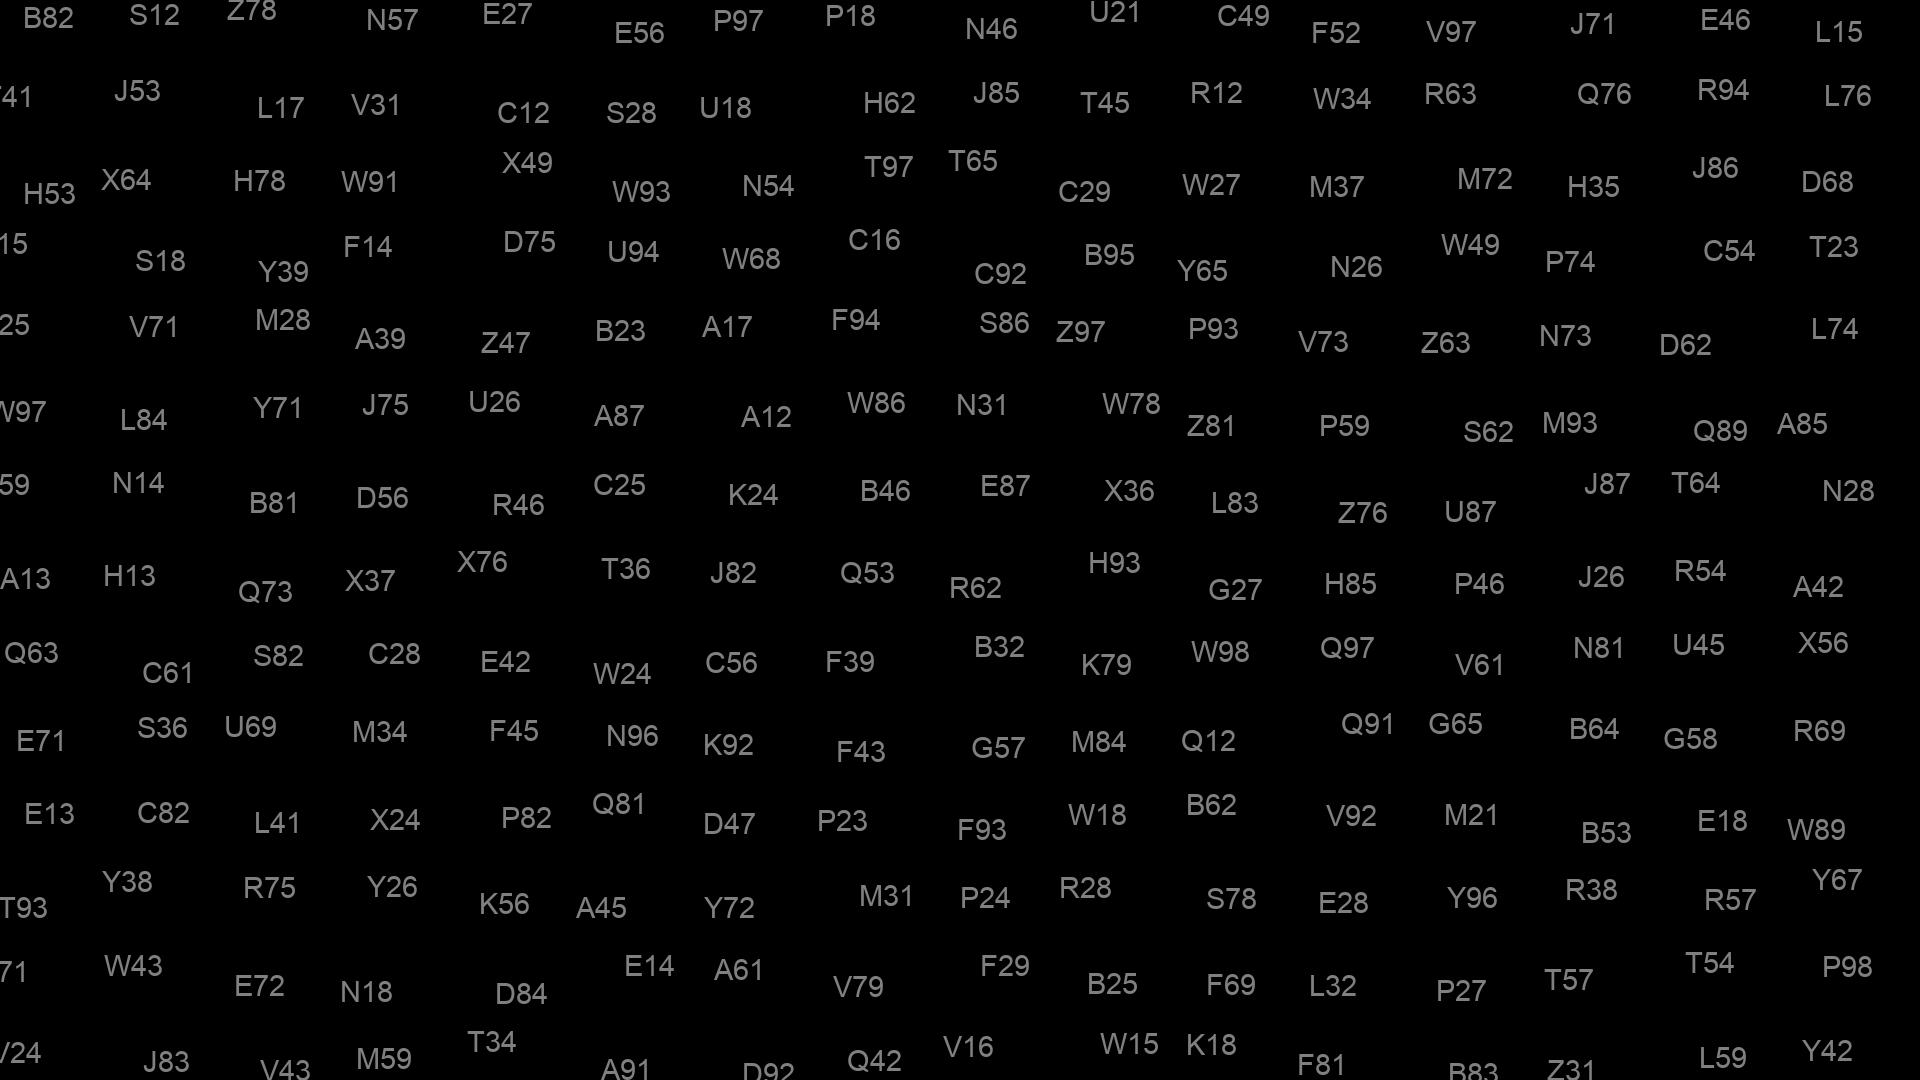 B82 S12 Z78 N57 E27 E56 P97 P18 N46 U21 C49 F52 V97 J71 E46 L15
41 J53 L17 V31 C12 S28 U18 H62 J85 T45 R12 W34 R63 Q76 R94 L76
H53 X64 H78 W91 X49 W93 N54 T97 T65 C29 W27 M37 M72 H35 J86 D68
15 S18 Y39 F14 D75 U94 W68 C16 C92 B95 Y65 N26 W49 P74 C54 T23
25 V71 M28 A39 Z47 B23 A17 F94 S86 Z97 P93 V73 Z63 N73 D62 L74
W97 L84 Y71 J75 U26 A87 A12 W86 N31 W78 Z81 P59 S62 M93 Q89 A85
59 N14 B81 D56 R46 C25 K24 B46 E87 X36 L83 Z76 U87 J87 T64 N28
A13 H13 Q73 X37 X76 T36 J82 Q53 R62 H93 G27 H85 P46 J26 R54 A42
Q63 C61 S82 C28 E42 W24 C56 F39 B32 K79 W98 Q97 V61 N81 U45 X56
E71 S36 U69 M34 F45 N96 K92 F43 G57 M84 Q12 Q91 G65 B64 G58 R69
E13 C82 L41 X24 P82 Q81 D47 P23 F93 W18 B62 V92 M21 B53 E18 W89
T93 Y38 R75 Y26 K56 A45 Y72 M31 P24 R28 S78 E28 Y96 R38 R57 Y67
71 W43 E72 N18 D84 E14 A61 V79 F29 B25 F69 L32 P27 T57 T54 P98
V24 J83 V43 M59 T34 A91 D92 Q42 V16 W15 K18 F81 B83 Z31 L59 Y42